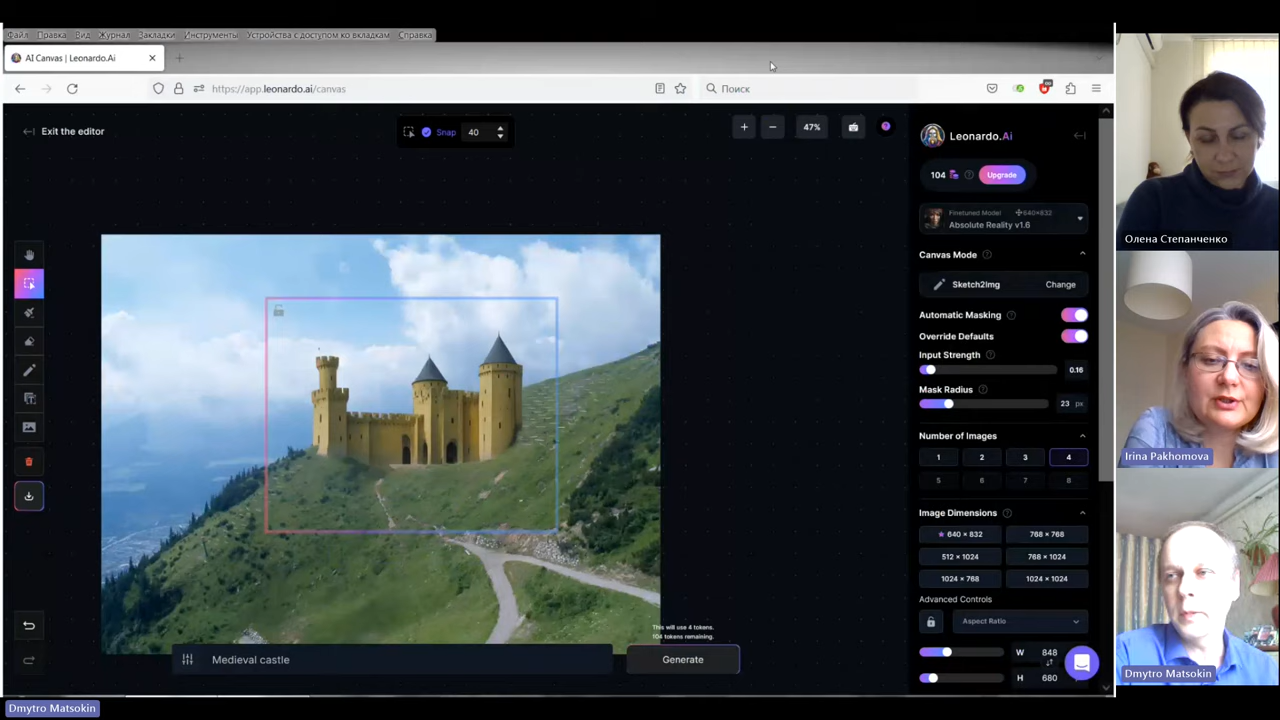 Файл Правка Вид Журнал Закладки Инструменты Устройства с доступом ко вкладкам Справка
AI Canvas | Leonardo.Ai
https://app.leonardo.ai/canvas
Поиск
Exit the editor
Snap 40
47%
Leonardo.Ai
104
Upgrade
Finetuned Model 640×832
Absolute Reality v1.6
Canvas Mode
Sketch2Img Change
Automatic Masking
Override Defaults
Input Strength
0.16
Mask Radius
23 px
Number of Images
1 2 3 4
5 6 7 8
Image Dimensions
640 × 832 768 × 768
512 × 1024 768 × 1024
1024 × 768 1024 × 1024
Advanced Controls
Aspect Ratio
W 848
H 680
This will use 4 tokens.
104 tokens remaining.
Medieval castle
Generate
Олена Степанченко
Irina Pakhomova
Dmytro Matsokin
Dmytro Matsokin